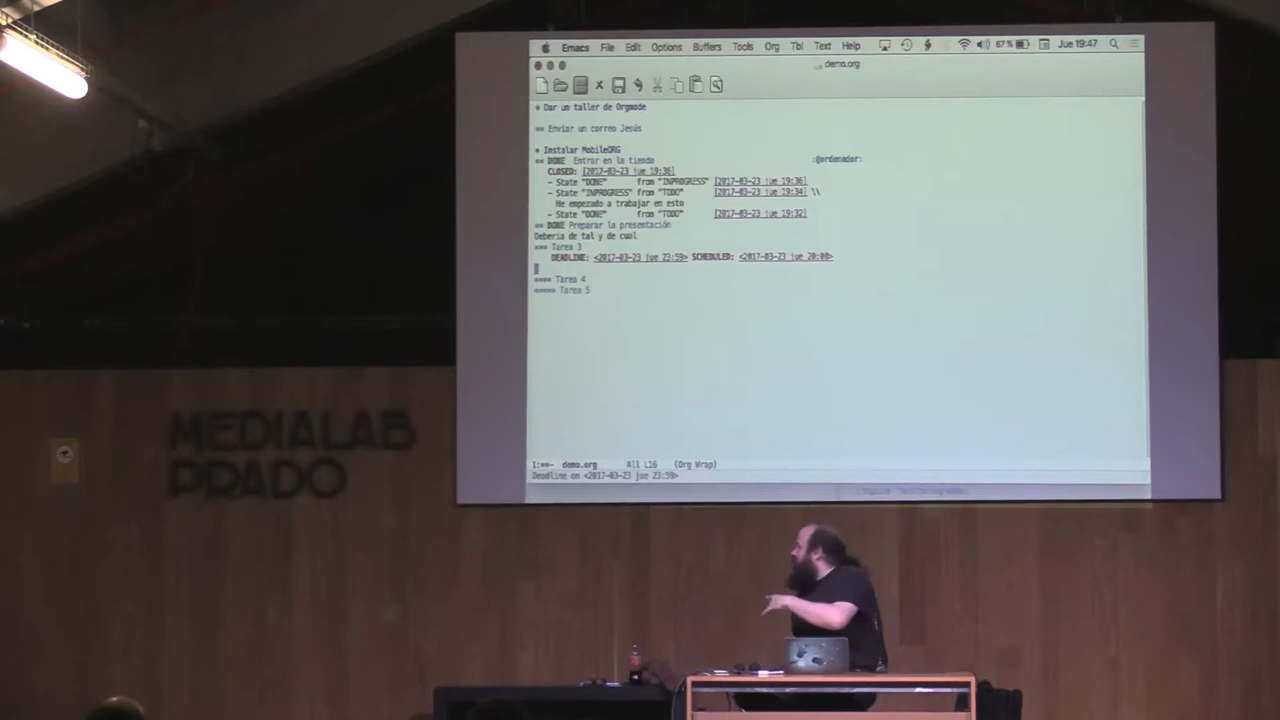 Emacs File Edit Options Buffers Tools Org Tbl Text Help 67% Jue 19:47
demo.org
* Dar un taller de Orgmode
** Enviar un correo Jesús
* Instalar MobileORG
** DONE Entrar en la tienda :@ordenador:
CLOSED: [2017-03-23 jue 19:36]
- State "DONE" from "INPROGRESS" [2017-03-23 jue 19:36]
- State "INPROGRESS" from "TODO" [2017-03-23 jue 19:34] \\
He empezado a trabajar en esto
- State "DONE" from "TODO" [2017-03-23 jue 19:32]
** DONE Preparar la presentación
Debería de tal y de cual
*** Tarea 3
DEADLINE: <2017-03-23 jue 23:59> SCHEDULED: <2017-03-23 jue 20:00>
**** Tarea 4
***** Tarea 5
1:**- demo.org All L16 (Org Wrap)
Deadline on <2017-03-23 jue 23:59>
MEDIALAB
PRADO